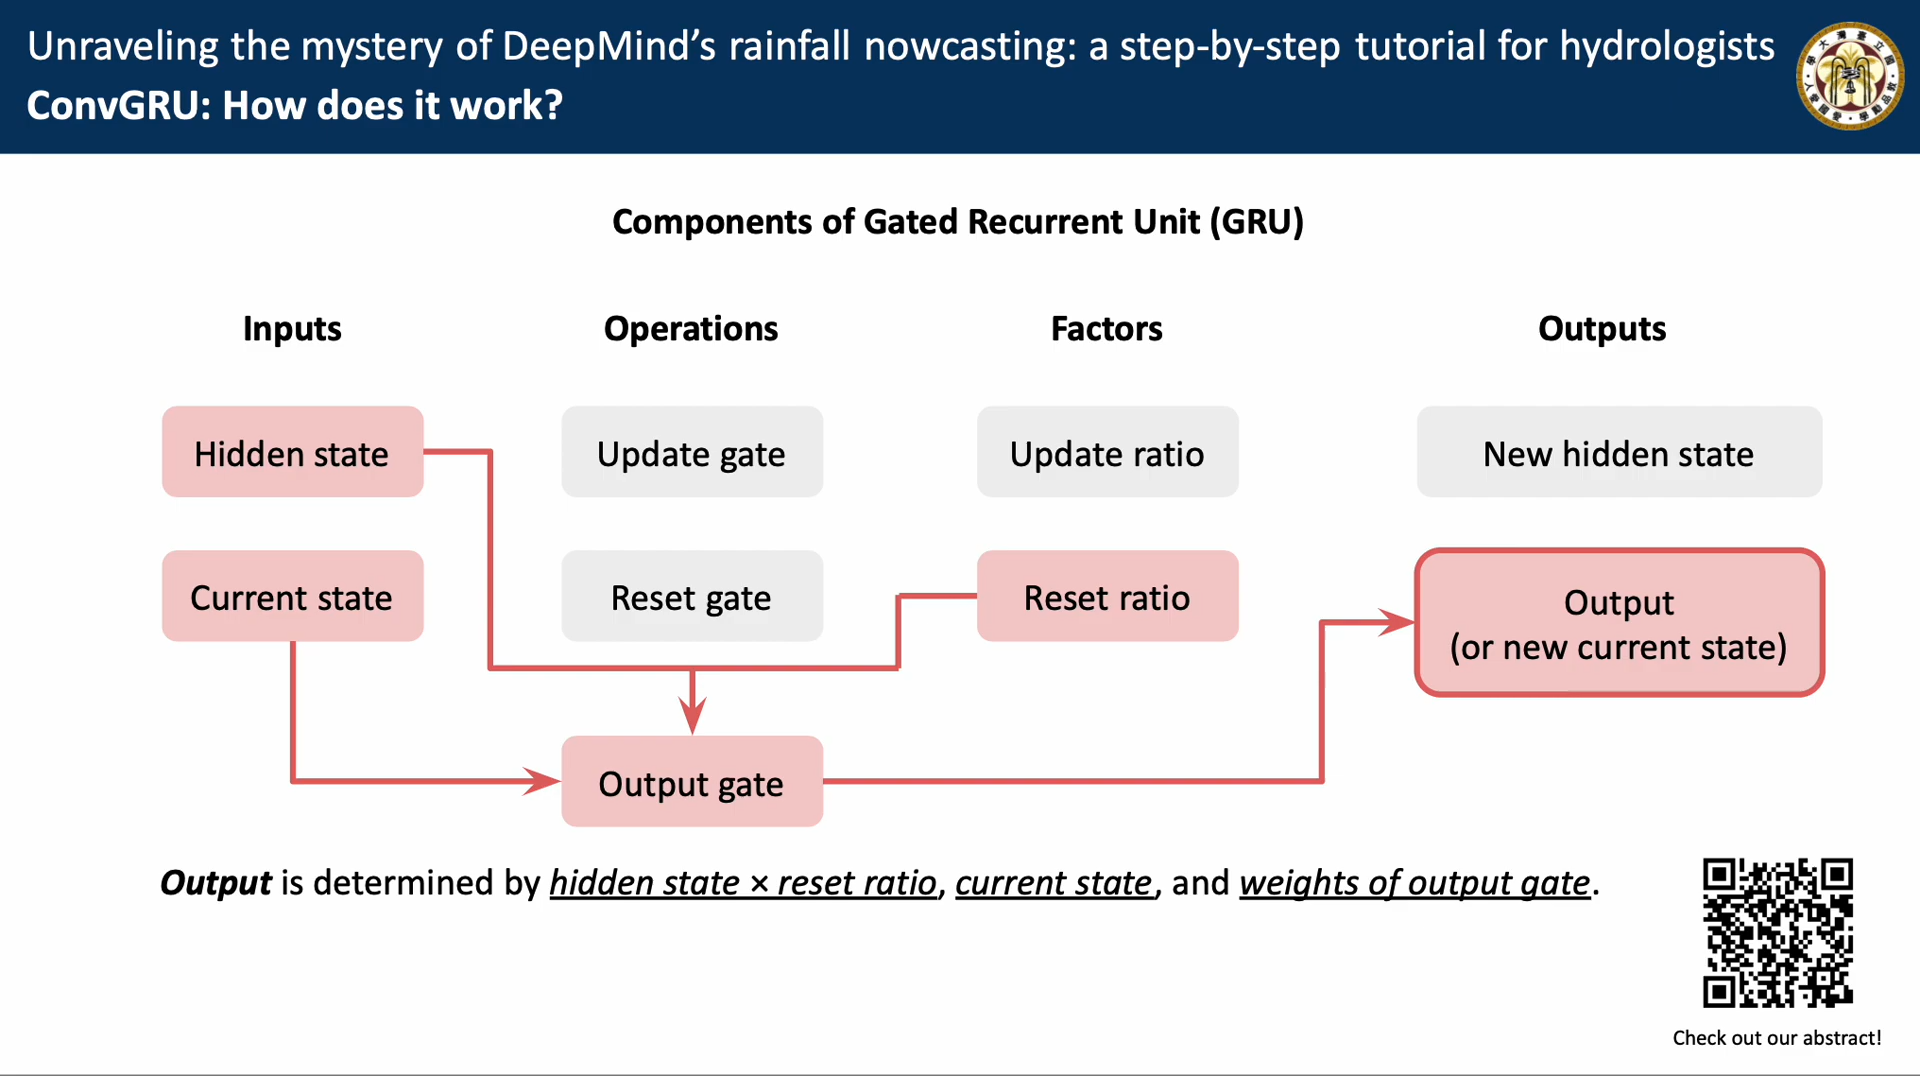 Unraveling the mystery of DeepMind’s rainfall nowcasting: a step-by-step tutorial for hydrologists
ConvGRU: How does it work?
Components of Gated Recurrent Unit (GRU)
Inputs
Operations
Factors
Outputs
Hidden state
Update gate
Update ratio
New hidden state
Current state
Reset gate
Reset ratio
Output
(or new current state)
Output gate
Output is determined by hidden state × reset ratio, current state, and weights of output gate.
Check out our abstract!